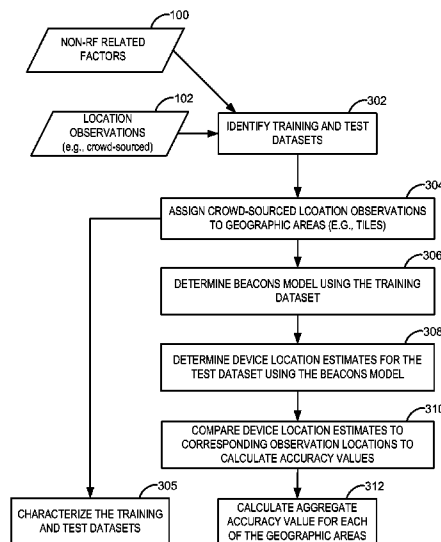 100
NON-RF RELATED
FACTORS
102
LOCATION
OBSERVATIONS
(e.g., crowd-sourced)
302
IDENTIFY TRAINING AND TEST
DATASETS
304
ASSIGN CROWD-SOURCED LCOATION OBSERVATIONS
TO GEOGRAPHIC AREAS (E.G., TILES)
306
DETERMINE BEACONS MODEL USING THE TRAINING
DATASET
308
DETERMINE DEVICE LOCATION ESTIMATES FOR THE
TEST DATASET USING THE BEACONS MODEL
310
COMPARE DEVICE LOCATION ESTIMATES TO
CORRESPONDING OBSERVATION LOCATIONS TO
CALCULATE ACCURACY VALUES
305
CHARACTERIZE THE TRAINING
AND TEST DATASETS
312
CALCULATE AGGREGATE
ACCURACY VALUE FOR EACH
OF THE GEOGRAPHIC AREAS